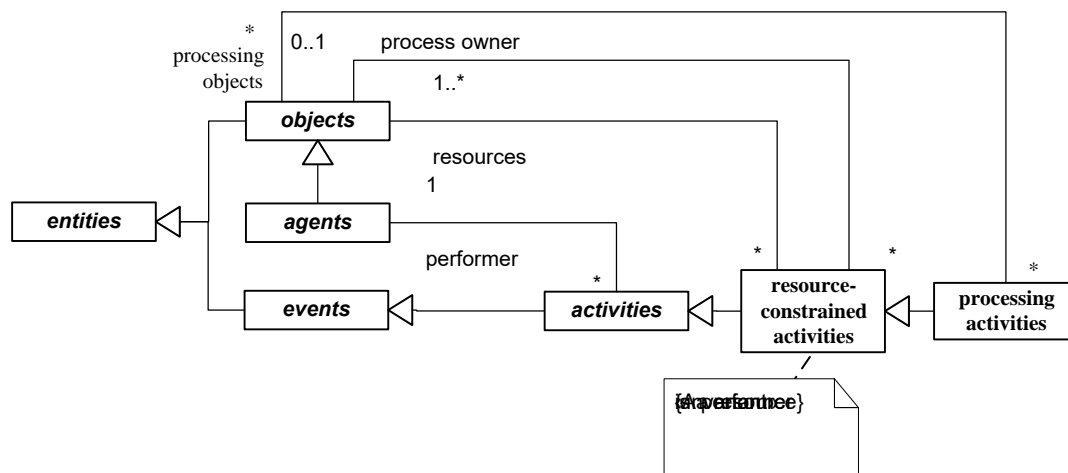 *
processing
objects
0..1
process owner
1..*
objects
resources
1
entities
agents
performer
*
*
*
*
events
activities
resource-
constrained
activities
processing
activities